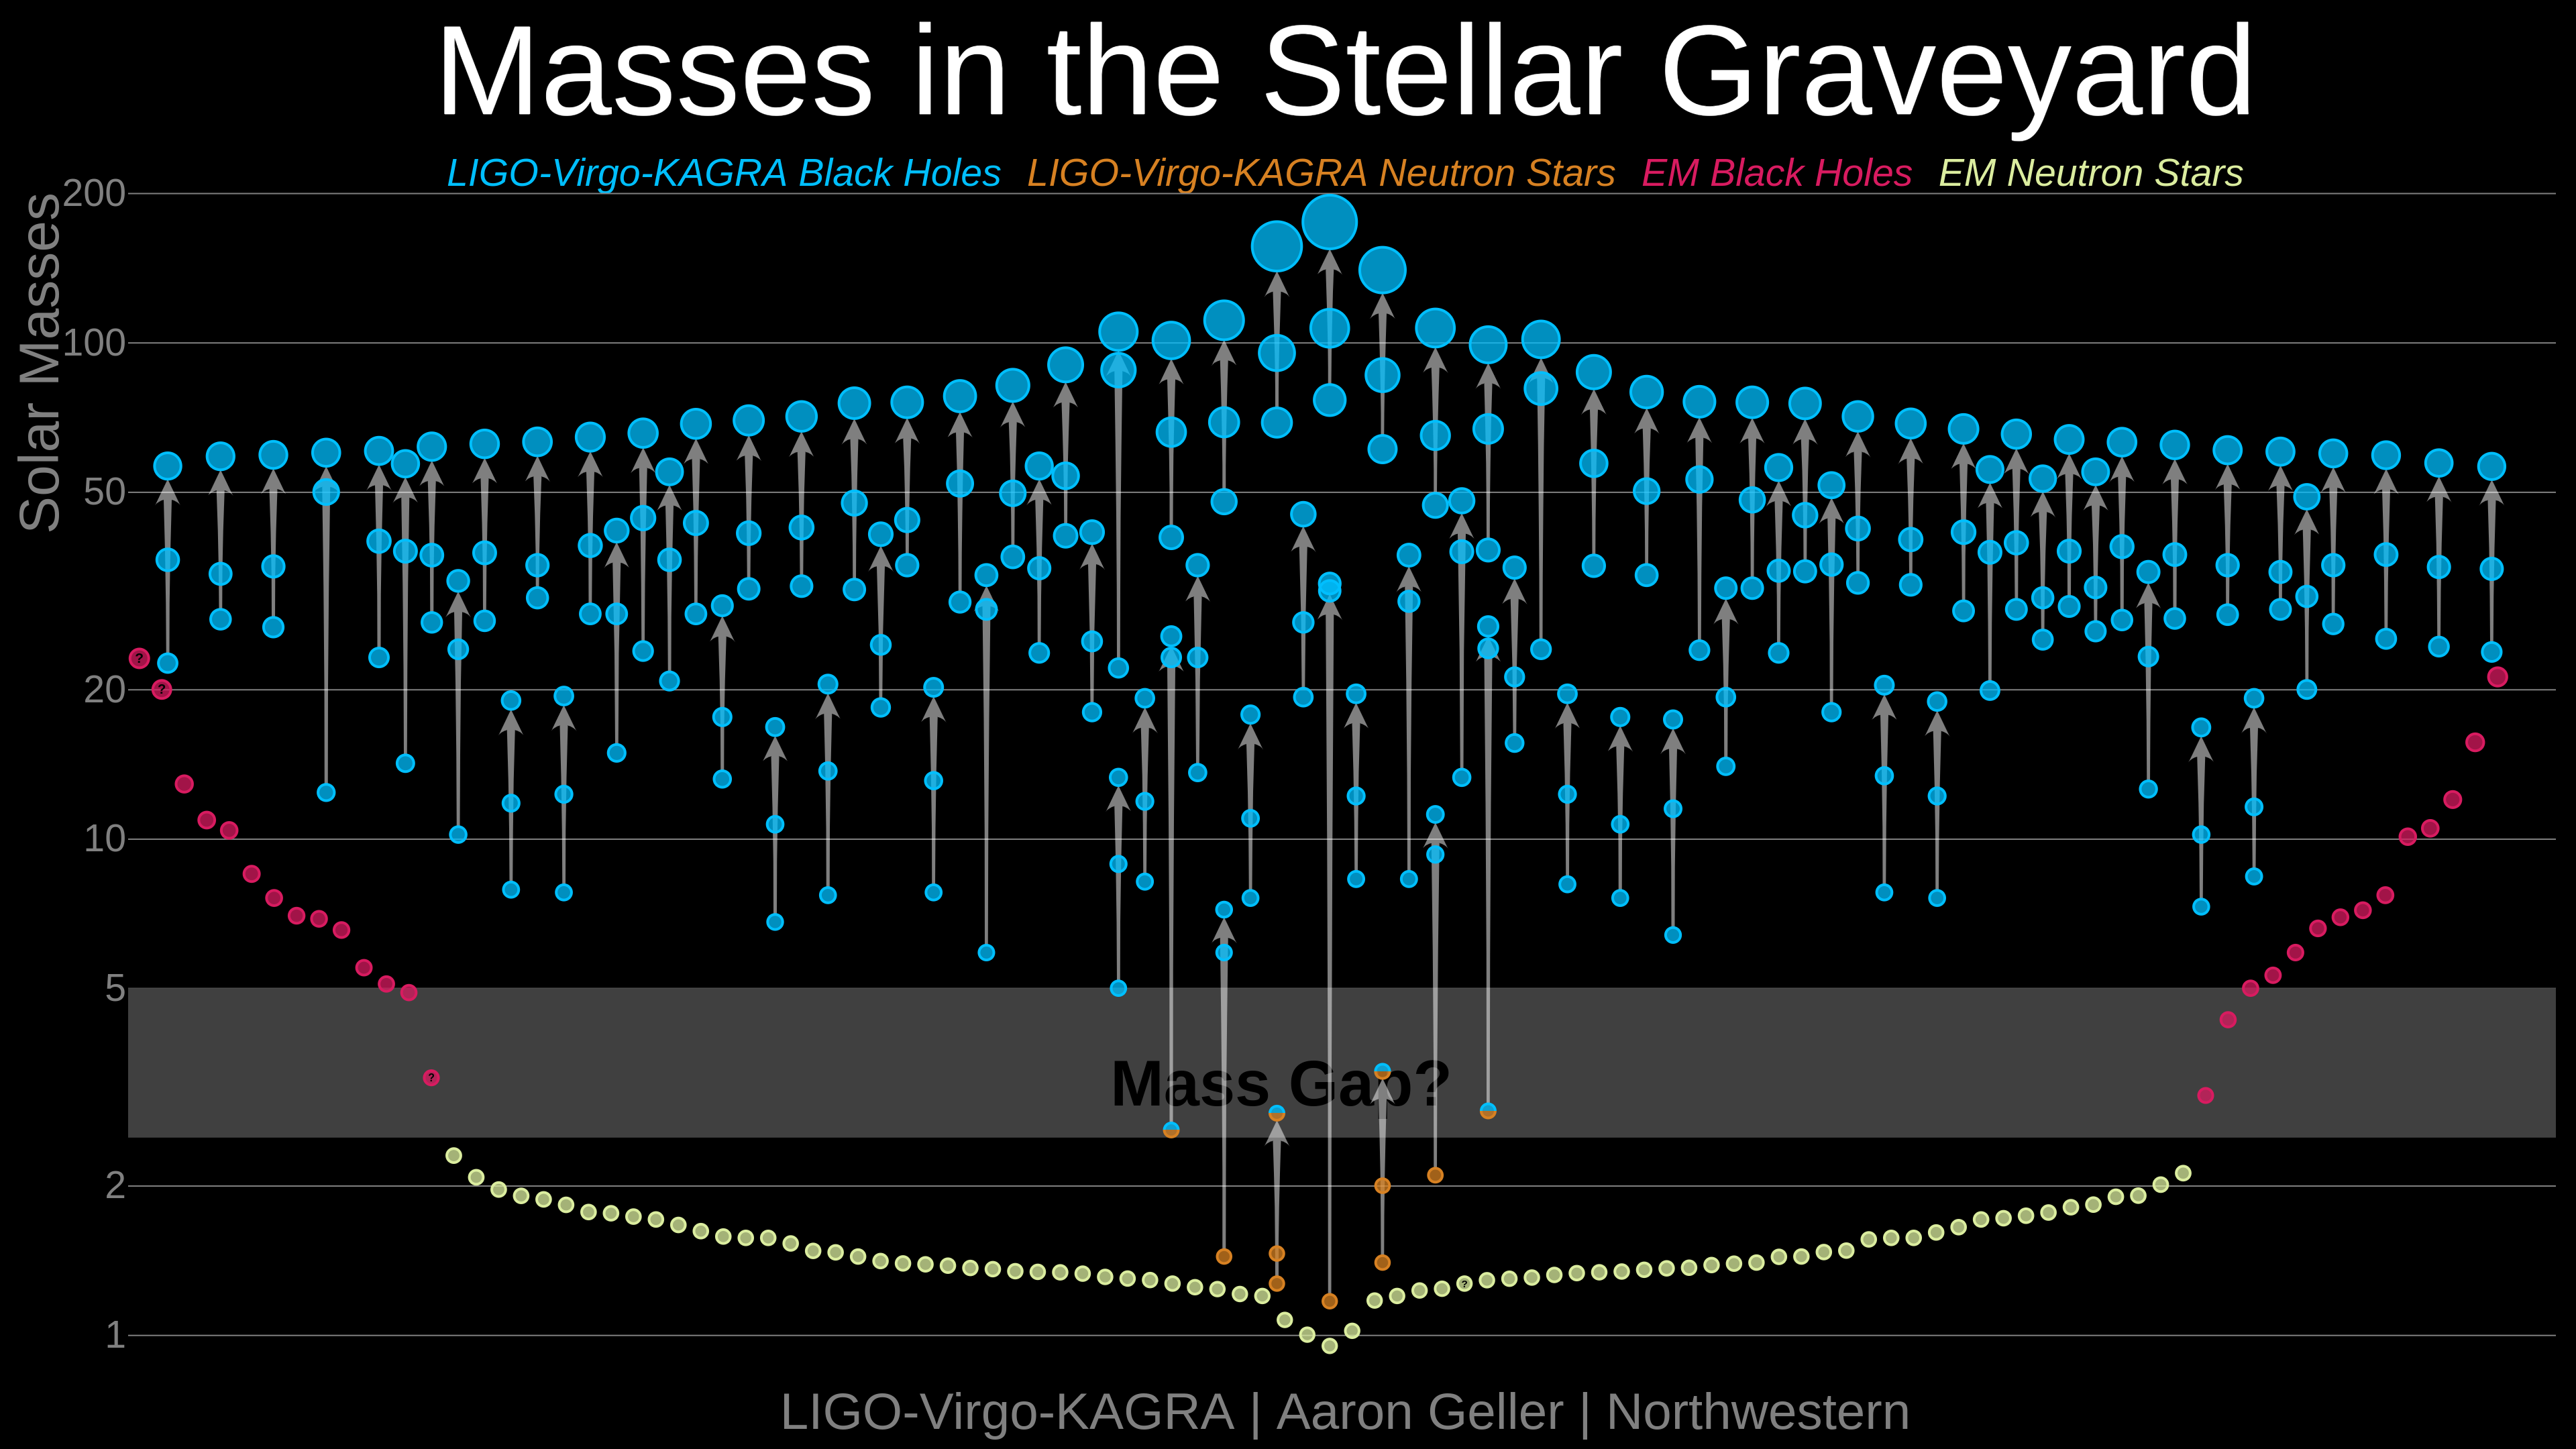 Masses in the Stellar Graveyard
LIGO-Virgo-KAGRA Black Holes LIGO-Virgo-KAGRA Neutron Stars EM Black Holes EM Neutron Stars
Solar Masses
200
100
50
20
10
5
2
1
?
?
?
Mass Gap?
?
LIGO-Virgo-KAGRA | Aaron Geller | Northwestern